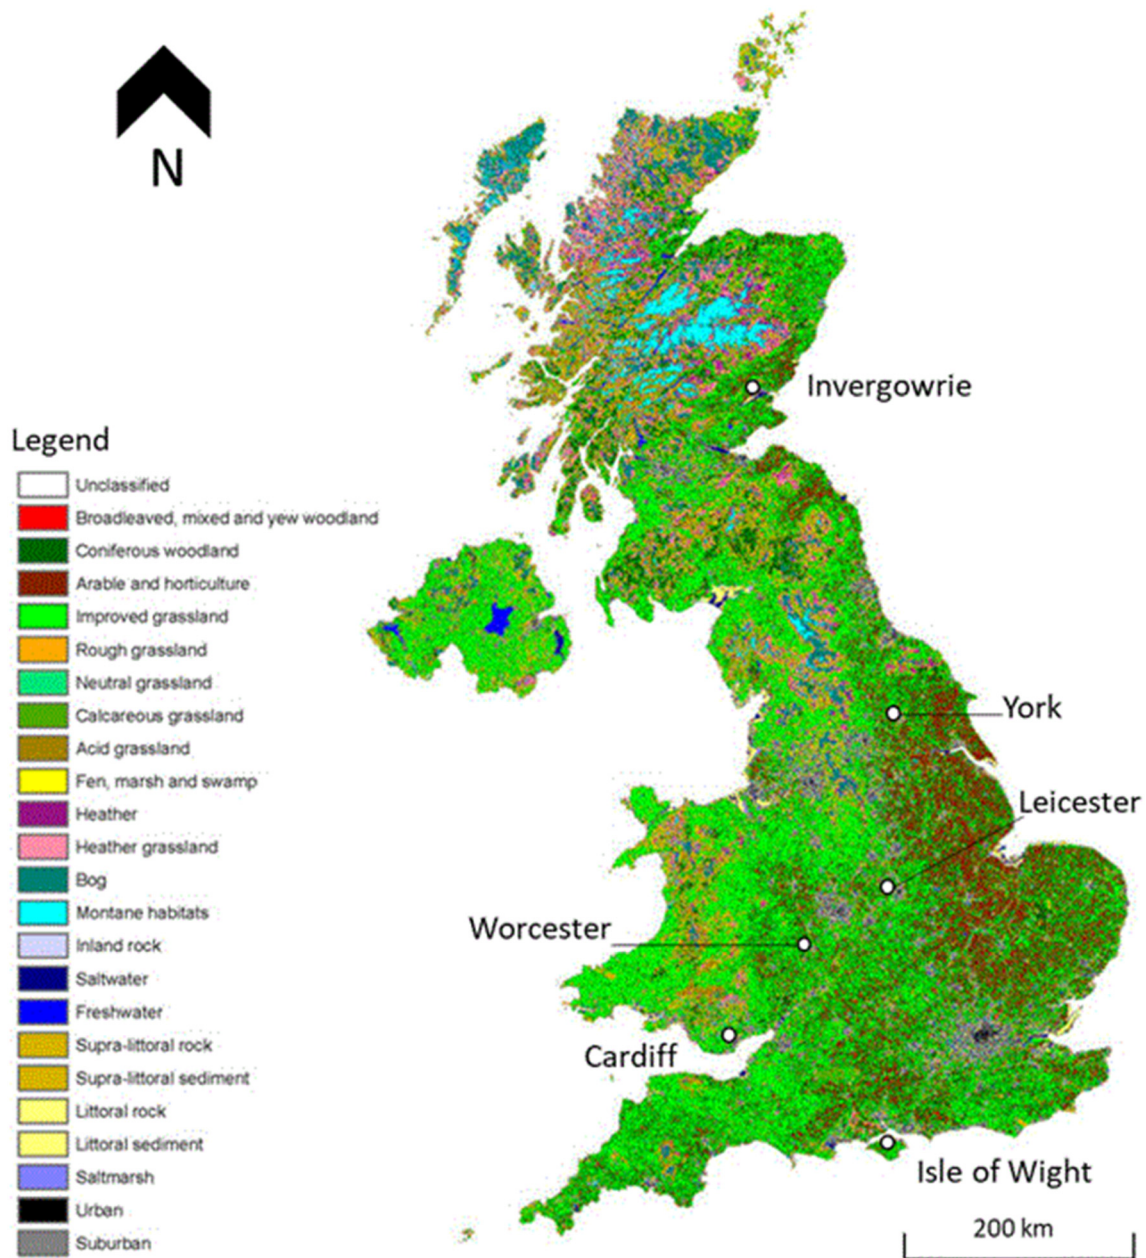 N
Invergowrie
Legend
Unclassified
Broadleaved, mixed and yew woodland
Coniferous woodland
Arable and horticulture
Improved grassland
Rough grassland
Neutral grassland
Calcareous grassland
Acid grassland
Fen, marsh and swamp
Heather
Heather grassland
Bog
Montane habitats
Inland rock
Saltwater
Freshwater
Supra-littoral rock
Supra-littoral sediment
Littoral rock
Littoral sediment
Saltmarsh
Urban
Suburban
York
Leicester
Worcester
Cardiff
Isle of Wight
200 km